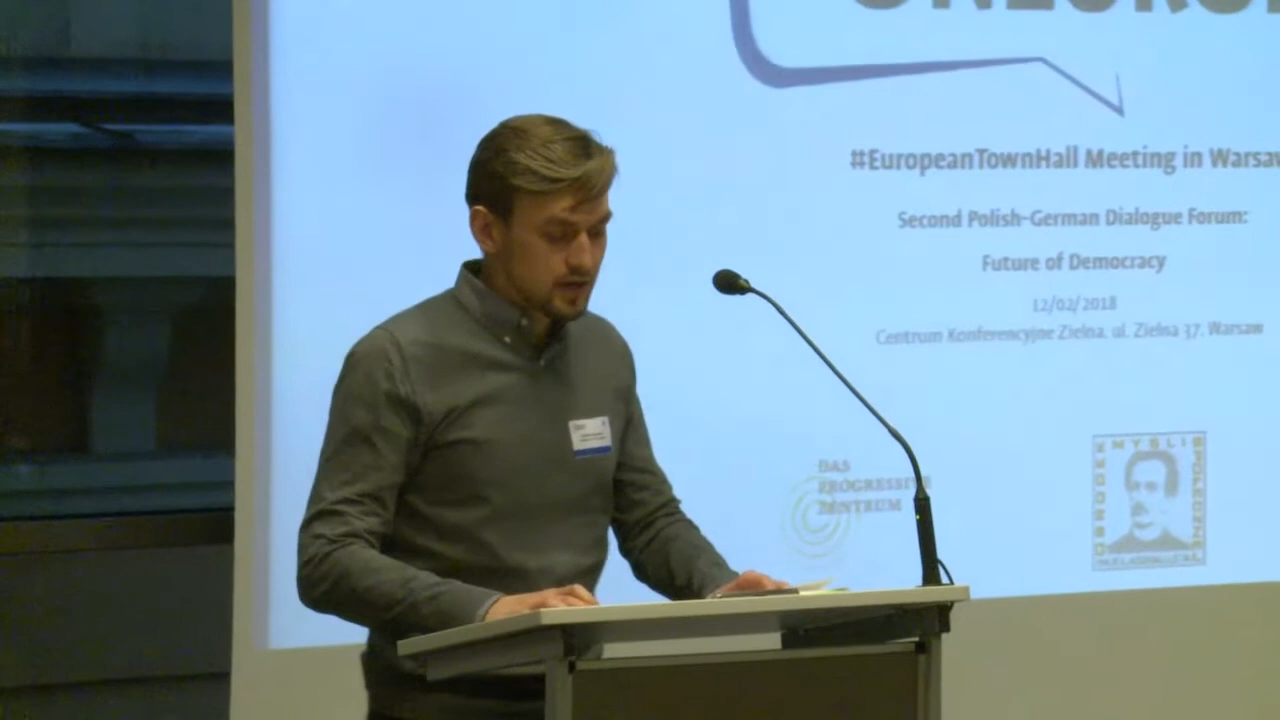 #EuropeanTownHall Meeting in Warsaw
Second Polish-German Dialogue Forum:
Future of Democracy
12/02/2018
Centrum Konferencyjne Zielna, ul. Zielna 37, Warsaw
DAS
PROGRESSIVE
ZENTRUM